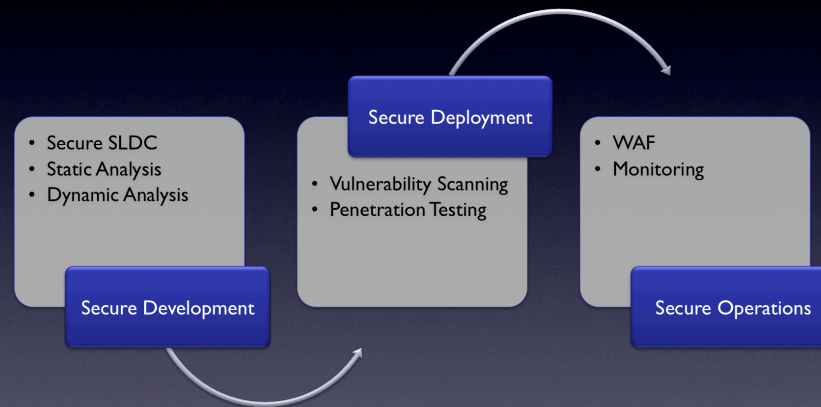 • Secure SLDC
• Static Analysis
• Dynamic Analysis
Secure Development
Secure Deployment
• Vulnerability Scanning
• Penetration Testing
• WAF
• Monitoring
Secure Operations